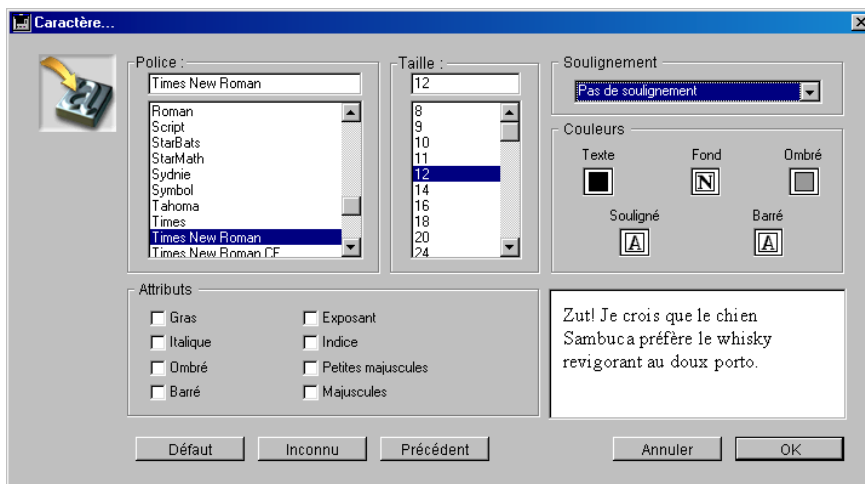 Caractère...
Police :
Times New Roman
Roman
Script
StarBats
StarMath
Sydnie
Symbol
Tahoma
Times
Times New Roman
Times New Roman CE
Taille :
12
8
9
10
11
12
14
16
18
20
24
Soulignement
Pas de soulignement
Couleurs
Texte Fond Ombré
N
Souligné Barré
A A
Attributs
Gras Exposant
Italique Indice
Ombré Petites majuscules
Barré Majuscules
Zut! Je crois que le chien
Sambuca préfère le whisky
revigorant au doux porto.
Défaut Inconnu Précédent Annuler OK